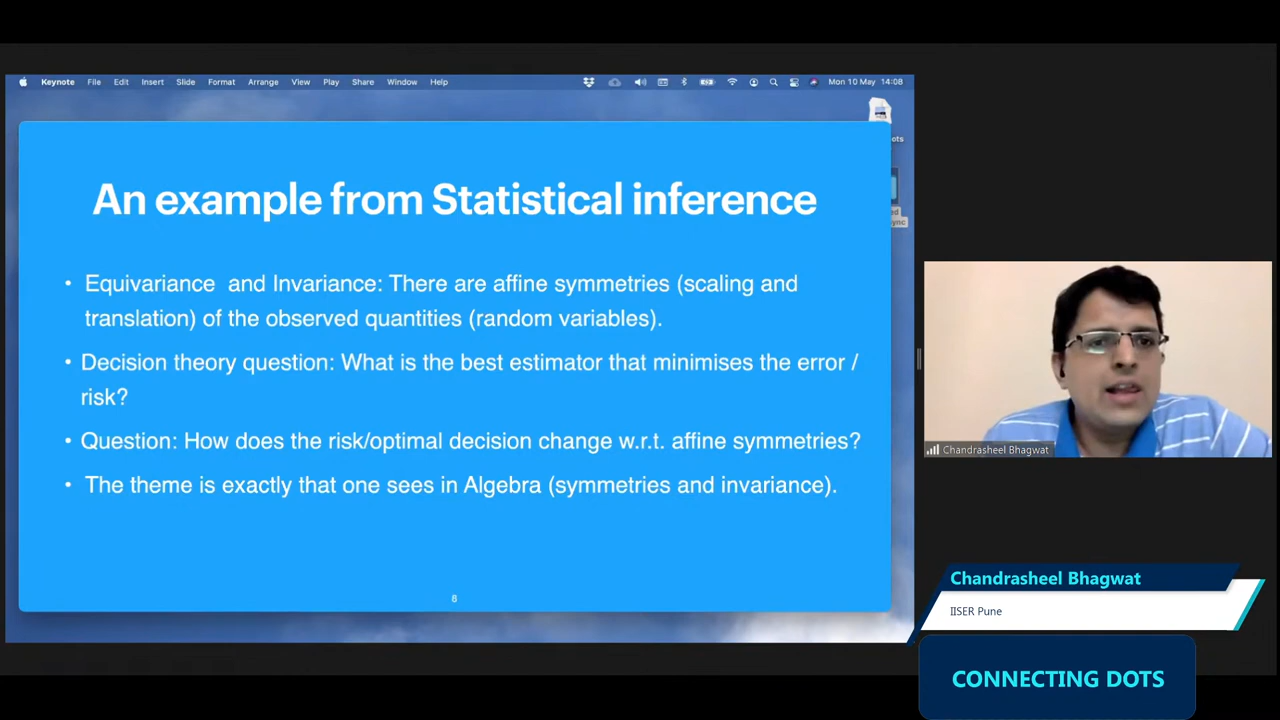 Keynote File Edit Insert Slide Format Arrange View Play Share Window Help Mon 10 May 14:08
ots
An example from Statistical inference
• Equivariance and Invariance: There are affine symmetries (scaling and
translation) of the observed quantities (random variables).
• Decision theory question: What is the best estimator that minimises the error /
risk?
• Question: How does the risk/optimal decision change w.r.t. affine symmetries?
• The theme is exactly that one sees in Algebra (symmetries and invariance).
6
Chandrasheel Bhagwat
Chandrasheel Bhagwat
IISER Pune
CONNECTING DOTS